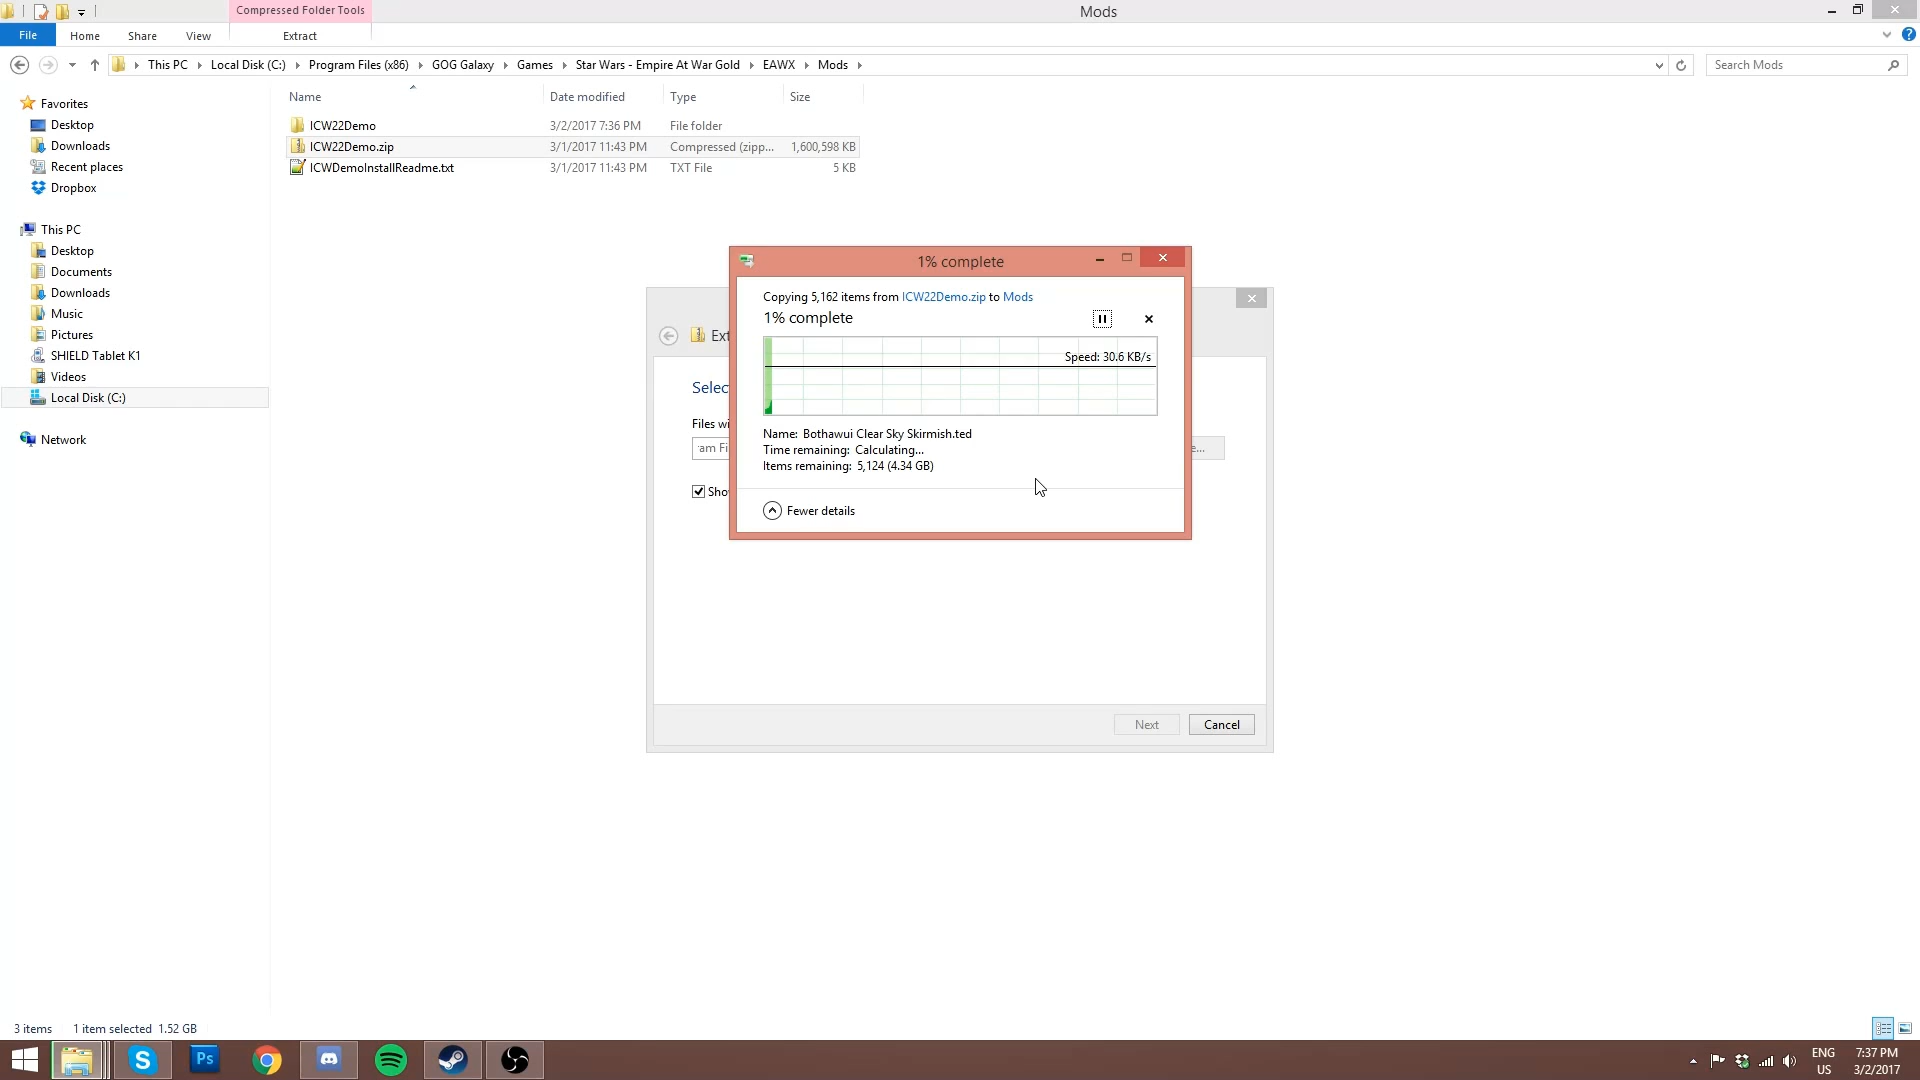 Compressed Folder Tools
Mods
File
Home
Share
View
Extract
This PC
Local Disk (C:)
Program Files (x86)
GOG Galaxy
Games
Star Wars - Empire At War Gold
EAWX
Mods
Search Mods
Name
Date modified
Type
Size
ICW22Demo 3/2/2017 7:36 PM File folder
ICW22Demo.zip 3/1/2017 11:43 PM Compressed (zipp... 1,600,598 KB
ICWDemoInstallReadme.txt 3/1/2017 11:43 PM TXT File 5 KB
Favorites
Desktop
Downloads
Recent places
Dropbox
This PC
Desktop
Documents
Downloads
Music
Pictures
SHIELD Tablet K1
Videos
Local Disk (C:)
Network
1% complete
Copying 5,162 items from ICW22Demo.zip to Mods
1% complete
Speed: 30.6 KB/s
Name: Bothawui Clear Sky Skirmish.ted
Time remaining: Calculating...
Items remaining: 5,124 (4.34 GB)
Fewer details
Ext
Selec
Files wi
ram Fi
e...
Sho
Next
Cancel
3 items
1 item selected 1.52 GB
S
Ps
ENG
US
7:37 PM
3/2/2017